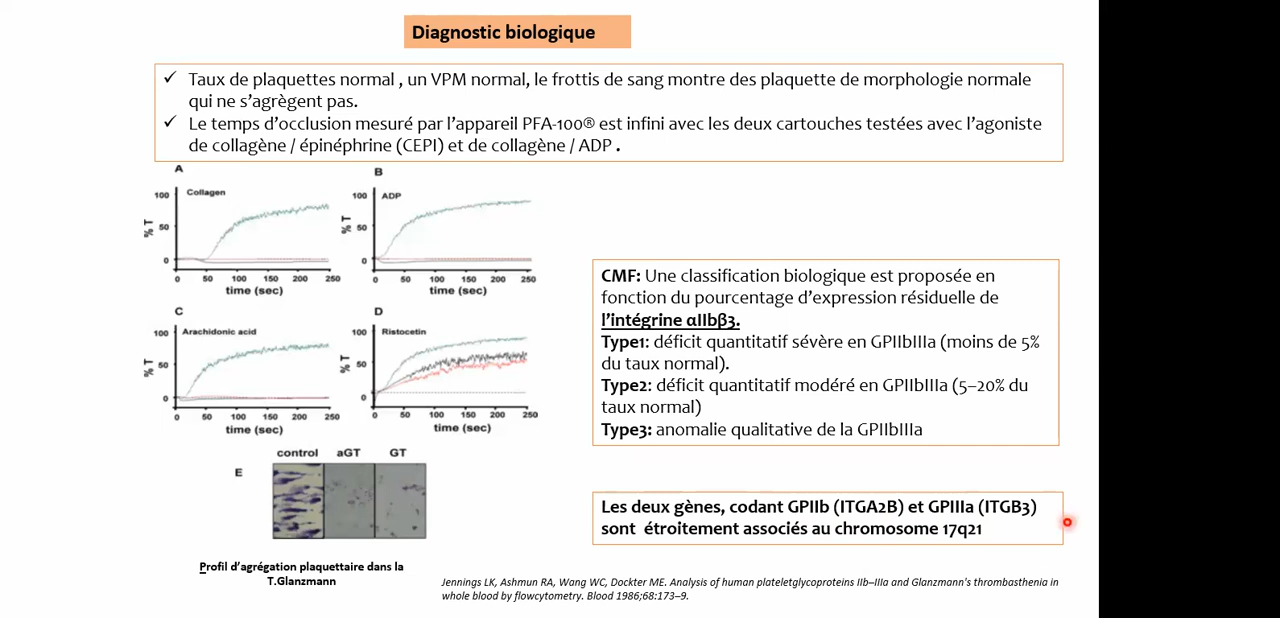 Diagnostic biologique
✓ Taux de plaquettes normal , un VPM normal, le frottis de sang montre des plaquette de morphologie normale
qui ne s'agrègent pas.
✓ Le temps d'occlusion mesuré par l'appareil PFA-100® est infini avec les deux cartouches testées avec l'agoniste
de collagène / épinéphrine (CEPI) et de collagène / ADP .
A
Collagen
% T
100
50
0
0 50 100 150 200 250
time (sec)
B
ADP
% T
100
50
0
0 50 100 150 200 250
time (sec)
C
Arachidonic acid
% T
100
50
0
0 50 100 150 200 250
time (sec)
D
Ristocetin
% T
100
50
0
0 50 100 150 200 250
time (sec)
E
control aGT GT
Profil d'agrégation plaquettaire dans la
T.Glanzmann
CMF: Une classification biologique est proposée en
fonction du pourcentage d'expression résiduelle de
l'intégrine αIIbβ3.
Type1: déficit quantitatif sévère en GPIIbIIIa (moins de 5%
du taux normal).
Type2: déficit quantitatif modéré en GPIIbIIIa (5–20% du
taux normal)
Type3: anomalie qualitative de la GPIIbIIIa
Les deux gènes, codant GPIIb (ITGA2B) et GPIIIa (ITGB3)
sont étroitement associés au chromosome 17q21
Jennings LK, Ashmun RA, Wang WC, Dockter ME. Analysis of human plateletglycoproteins IIb–IIIa and Glanzmann's thrombasthenia in
whole blood by flowcytometry. Blood 1986;68:173–9.